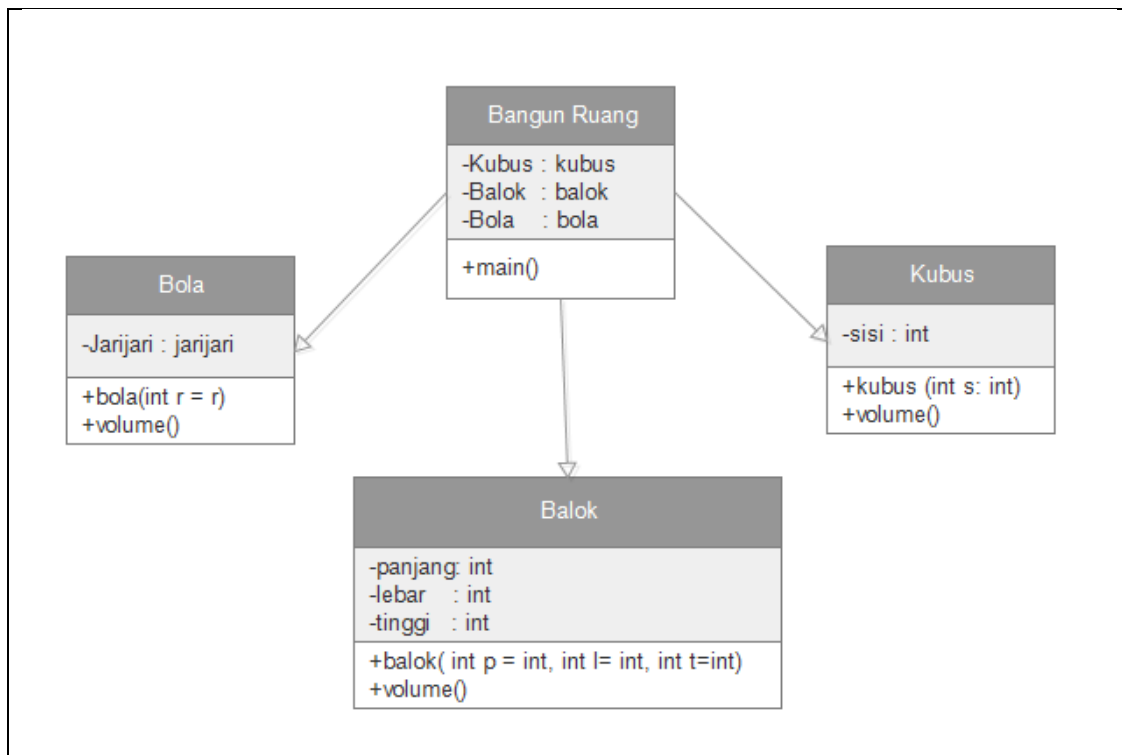 Bangun Ruang
-Kubus : kubus
-Balok : balok
-Bola : bola
+main()
Bola
-Jarijari : jarijari
+bola(int r = r)
+volume()
Kubus
-sisi : int
+kubus (int s: int)
+volume()
Balok
-panjang: int
-lebar : int
-tinggi : int
+balok( int p = int, int l= int, int t=int)
+volume()